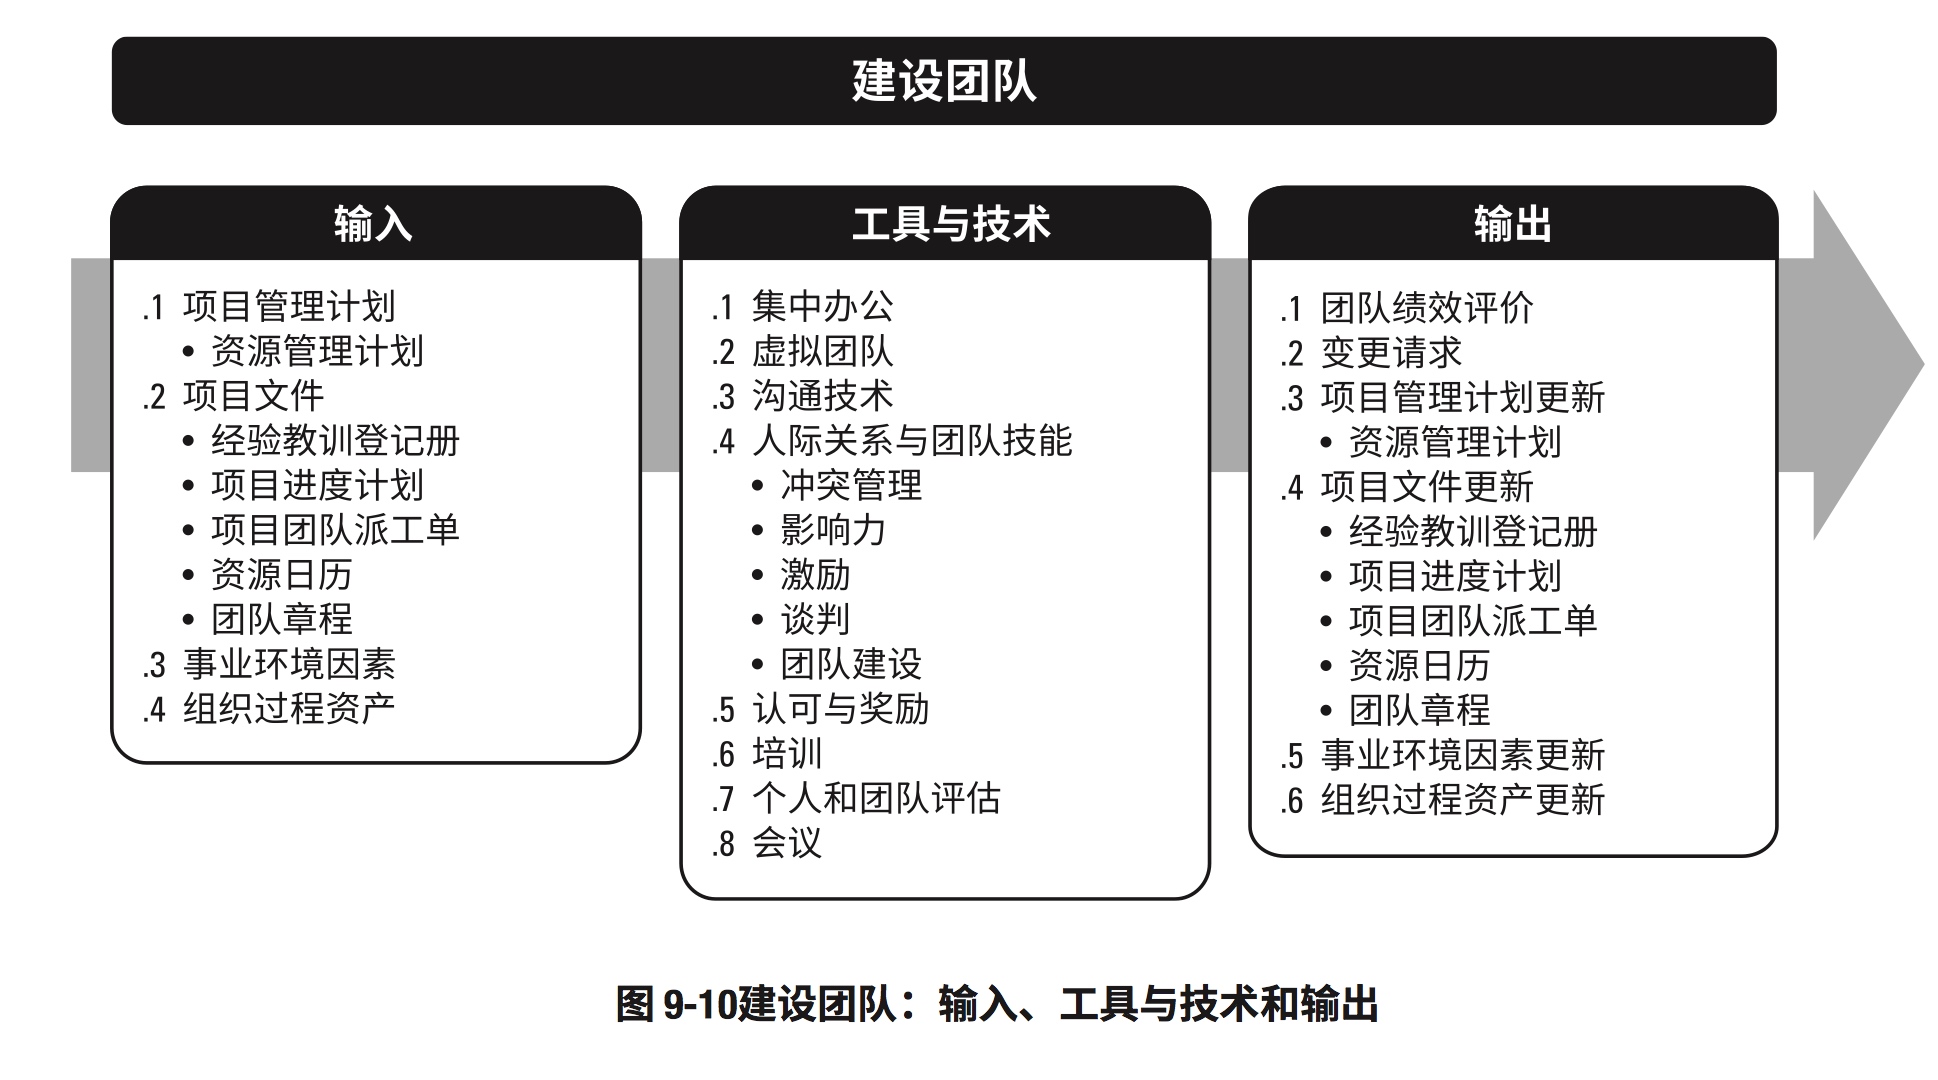 建设团队
输入
.1 项目管理计划
• 资源管理计划
.2 项目文件
• 经验教训登记册
• 项目进度计划
• 项目团队派工单
• 资源日历
• 团队章程
.3 事业环境因素
.4 组织过程资产
工具与技术
.1 集中办公
.2 虚拟团队
.3 沟通技术
.4 人际关系与团队技能
• 冲突管理
• 影响力
• 激励
• 谈判
• 团队建设
.5 认可与奖励
.6 培训
.7 个人和团队评估
.8 会议
输出
.1 团队绩效评价
.2 变更请求
.3 项目管理计划更新
• 资源管理计划
.4 项目文件更新
• 经验教训登记册
• 项目进度计划
• 项目团队派工单
• 资源日历
• 团队章程
.5 事业环境因素更新
.6 组织过程资产更新
图 9-10建设团队：输入、工具与技术和输出